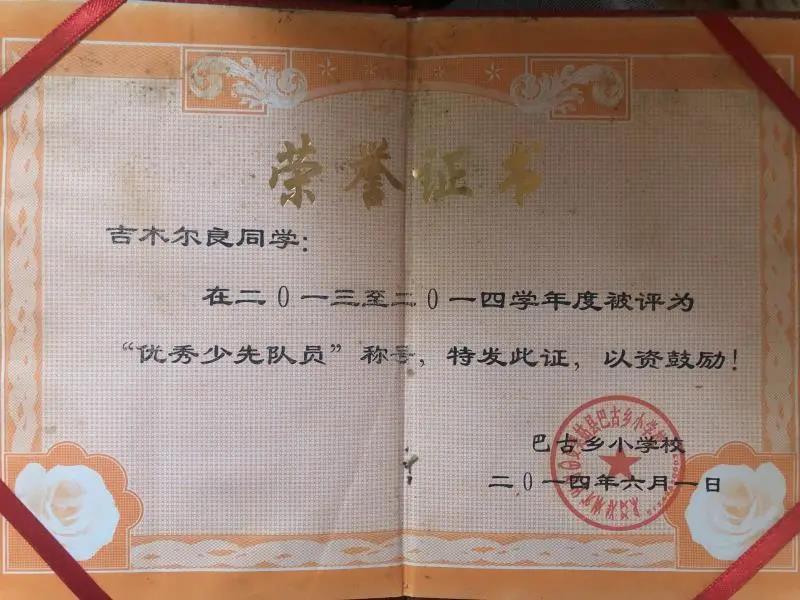 荣誉证书
吉木尔良同学：
在二0一三至二0一四学年度被评为
“优秀少先队员”称号，特发此证，以资鼓励！
巴古乡小学校
二0一四年六月一日